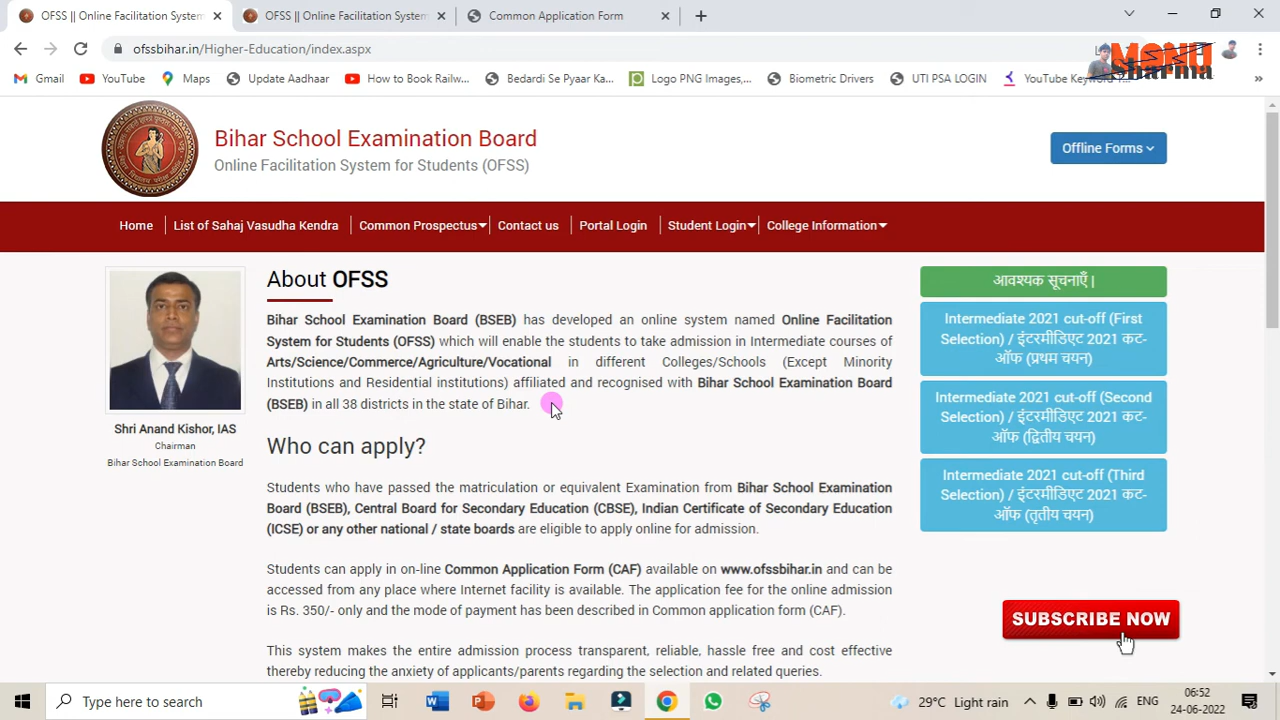 OFSS || Online Facilitation System
OFSS || Online Facilitation System
Common Application Form
ofssbihar.in/Higher-Education/index.aspx
MONU
Sharma
Gmail
YouTube
Maps
Update Aadhaar
How to Book Railw...
Bedardi Se Pyaar Ka...
Logo PNG Images,...
Biometric Drivers
UTI PSA LOGIN
YouTube Keyword T...
Bihar School Examination Board
Online Facilitation System for Students (OFSS)
Offline Forms
Home
List of Sahaj Vasudha Kendra
Common Prospectus
Contact us
Portal Login
Student Login
College Information
Shri Anand Kishor, IAS
Chairman
Bihar School Examination Board
About OFSS
Bihar School Examination Board (BSEB) has developed an online system named Online Facilitation
System for Students (OFSS) which will enable the students to take admission in Intermediate courses of
Arts/Science/Commerce/Agriculture/Vocational in different Colleges/Schools (Except Minority
Institutions and Residential institutions) affiliated and recognised with Bihar School Examination Board
(BSEB) in all 38 districts in the state of Bihar.
Who can apply?
Students who have passed the matriculation or equivalent Examination from Bihar School Examination
Board (BSEB), Central Board for Secondary Education (CBSE), Indian Certificate of Secondary Education
(ICSE) or any other national / state boards are eligible to apply online for admission.
Students can apply in on-line Common Application Form (CAF) available on www.ofssbihar.in and can be
accessed from any place where Internet facility is available. The application fee for the online admission
is Rs. 350/- only and the mode of payment has been described in Common application form (CAF).
This system makes the entire admission process transparent, reliable, hassle free and cost effective
thereby reducing the anxiety of applicants/parents regarding the selection and related queries.
आवश्यक सूचनाएँ |
Intermediate 2021 cut-off (First
Selection) / इंटरमीडिएट 2021 कट-
ऑफ (प्रथम चयन)
Intermediate 2021 cut-off (Second
Selection) / इंटरमीडिएट 2021 कट-
ऑफ (द्वितीय चयन)
Intermediate 2021 cut-off (Third
Selection) / इंटरमीडिएट 2021 कट-
ऑफ (तृतीय चयन)
SUBSCRIBE NOW
Type here to search
29°C Light rain
ENG
06:52
24-06-2022